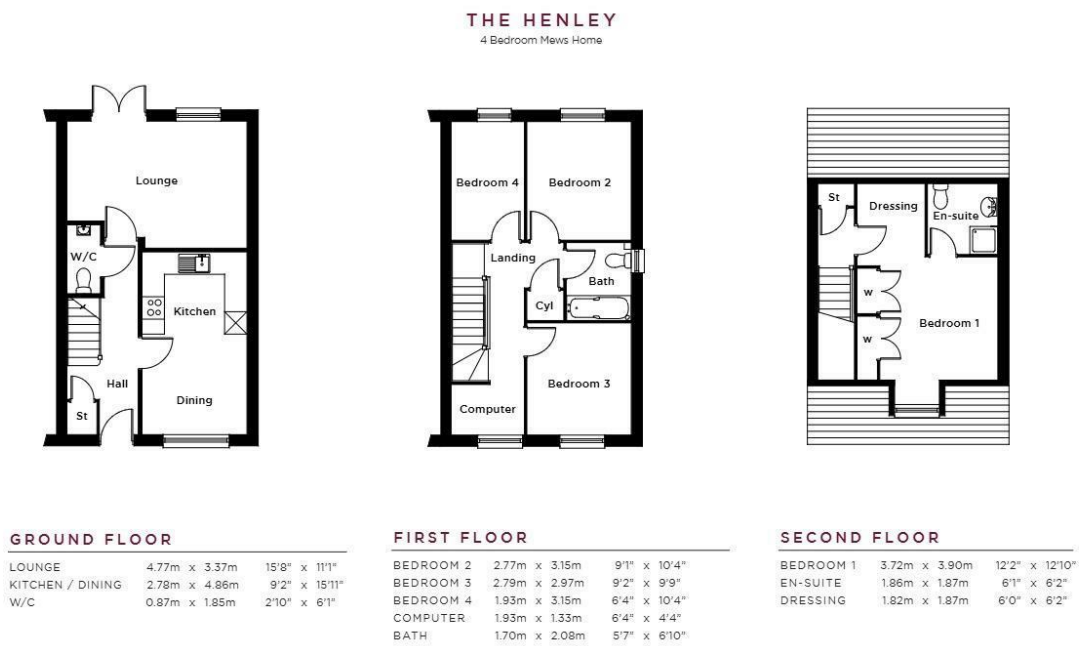 THE HENLEY
4 Bedroom Mews Home
Lounge
W/C
Kitchen
Hall
Dining
St
Bedroom 4
Bedroom 2
Landing
Bath
Cyl
Bedroom 3
Computer
St
Dressing
En-suite
W
Bedroom 1
W
GROUND FLOOR
LOUNGE 4.77m x 3.37m 15'8" x 11'1"
KITCHEN / DINING 2.78m x 4.86m 9'2" x 15'11"
W/C 0.87m x 1.85m 2'10" x 6'1"
FIRST FLOOR
BEDROOM 2 2.77m x 3.15m 9'1" x 10'4"
BEDROOM 3 2.79m x 2.97m 9'2" x 9'9"
BEDROOM 4 1.93m x 3.15m 6'4" x 10'4"
COMPUTER 1.93m x 1.33m 6'4" x 4'4"
BATH 1.70m x 2.08m 5'7" x 6'10"
SECOND FLOOR
BEDROOM 1 3.72m x 3.90m 12'2" x 12'10"
EN-SUITE 1.86m x 1.87m 6'1" x 6'2"
DRESSING 1.82m x 1.87m 6'0" x 6'2"